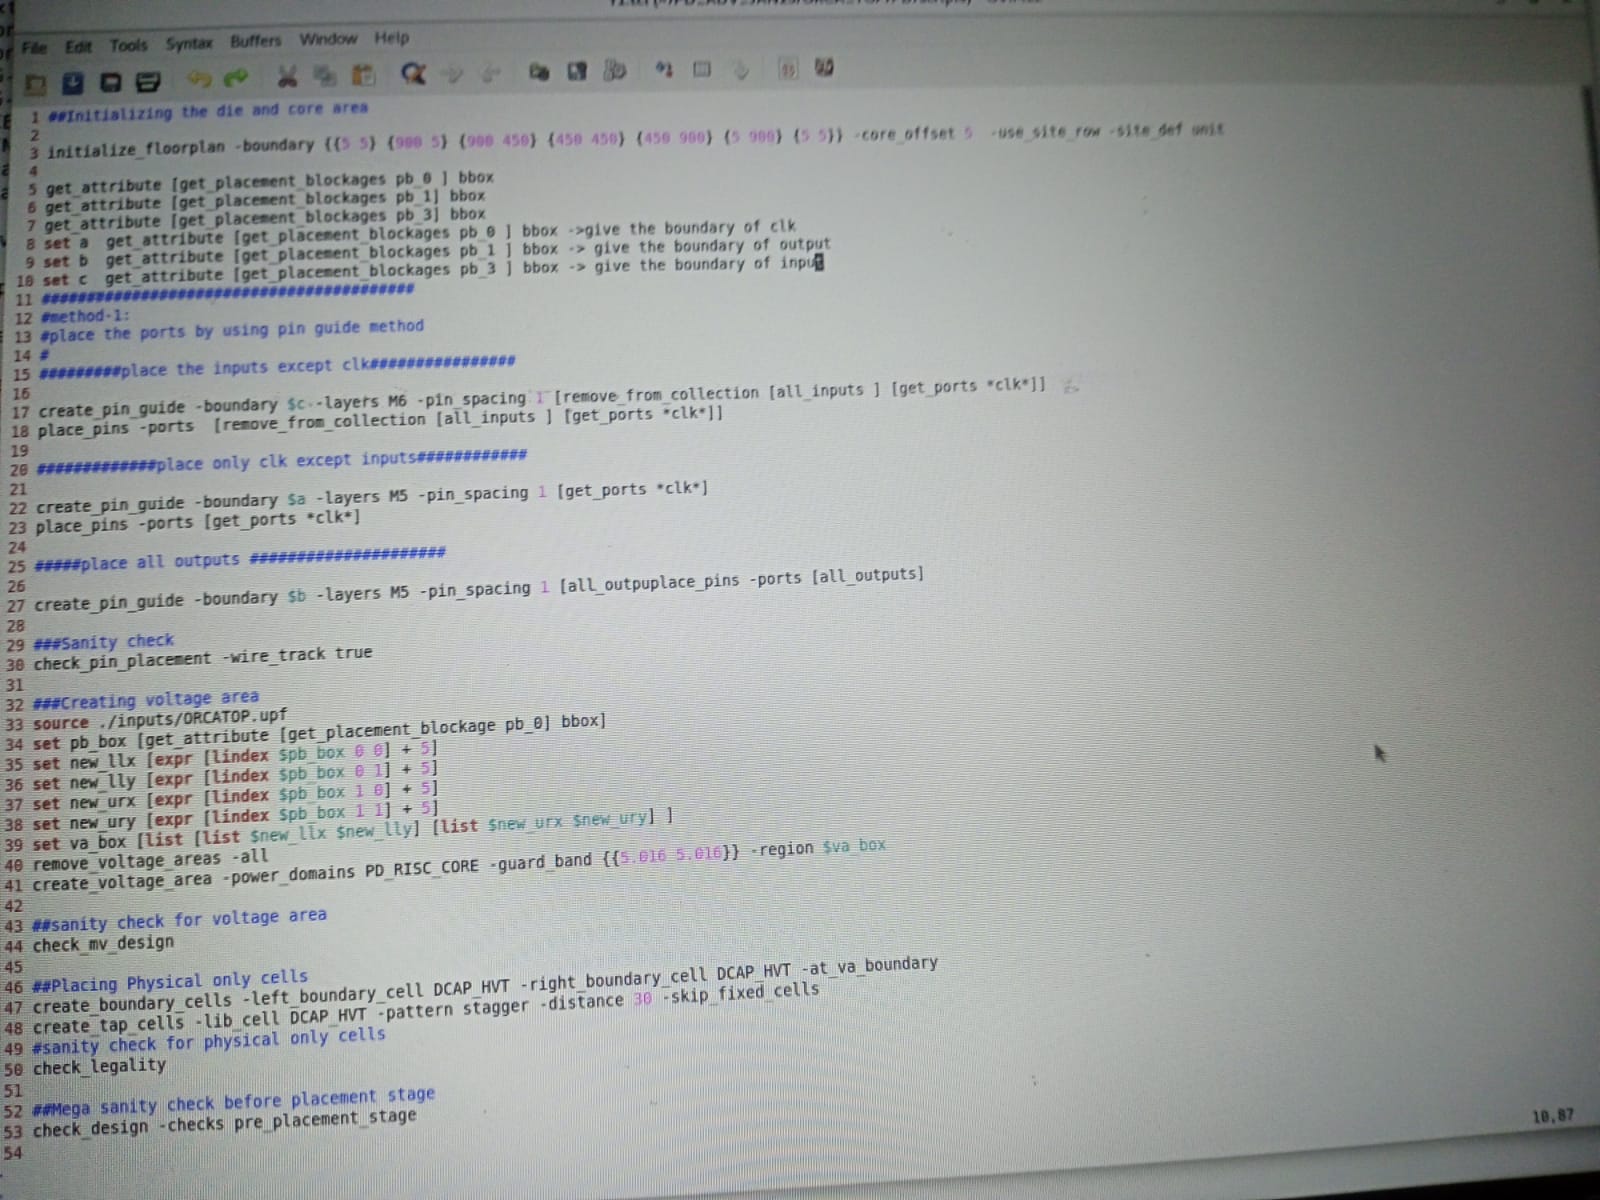 File Edit Tools Syntax Buffers Window Help
1 ##Initializing the die and core area
2
3 initialize_floorplan -boundary {{5 5} {900 5} {900 450} {450 450} {450 900} {5 900} {5 5}} -core_offset 5 -use_site_row -site_def unit
4
5 get_attribute [get_placement_blockages pb_0 ] bbox
6 get_attribute [get_placement_blockages pb_1] bbox
7 get_attribute [get_placement_blockages pb_3] bbox
8 set a get_attribute [get_placement_blockages pb_0 ] bbox ->give the boundary of clk
9 set b get_attribute [get_placement_blockages pb_1 ] bbox -> give the boundary of output
10 set c get_attribute [get_placement_blockages pb_3 ] bbox -> give the boundary of input
11 ########################################
12 #method-1:
13 #place the ports by using pin guide method
14 #
15 #########place the inputs except clk################
16
17 create_pin_guide -boundary $c -layers M6 -pin_spacing 1 [remove_from_collection [all_inputs ] [get_ports *clk*]]
18 place_pins -ports [remove_from_collection [all_inputs ] [get_ports *clk*]]
19
20 #############place only clk except inputs############
21
22 create_pin_guide -boundary $a -layers M5 -pin_spacing 1 [get_ports *clk*]
23 place_pins -ports [get_ports *clk*]
24
25 #####place all outputs #####################
26
27 create_pin_guide -boundary $b -layers M5 -pin_spacing 1 [all_outpuplace_pins -ports [all_outputs]
28
29 ###Sanity check
30 check_pin_placement -wire_track true
31
32 ###Creating voltage area
33 source ./inputs/ORCATOP.upf
34 set pb_box [get_attribute [get_placement_blockage pb_0] bbox]
35 set new_llx [expr [lindex $pb_box 0 0] + 5]
36 set new_lly [expr [lindex $pb_box 0 1] + 5]
37 set new_urx [expr [lindex $pb_box 1 0] + 5]
38 set new_ury [expr [lindex $pb_box 1 1] + 5]
39 set va_box [list [list $new_llx $new_lly] [list $new_urx $new_ury] ]
40 remove_voltage_areas -all
41 create_voltage_area -power_domains PD_RISC_CORE -guard_band {{5.016 5.016}} -region $va_box
42
43 ##sanity check for voltage area
44 check_mv_design
45
46 ##Placing Physical only cells
47 create_boundary_cells -left_boundary_cell DCAP_HVT -right_boundary_cell DCAP_HVT -at_va_boundary
48 create_tap_cells -lib_cell DCAP_HVT -pattern stagger -distance 30 -skip_fixed_cells
49 #sanity check for physical only cells
50 check_legality
51
52 ##Mega sanity check before placement stage
53 check_design -checks pre_placement_stage
54
10,87